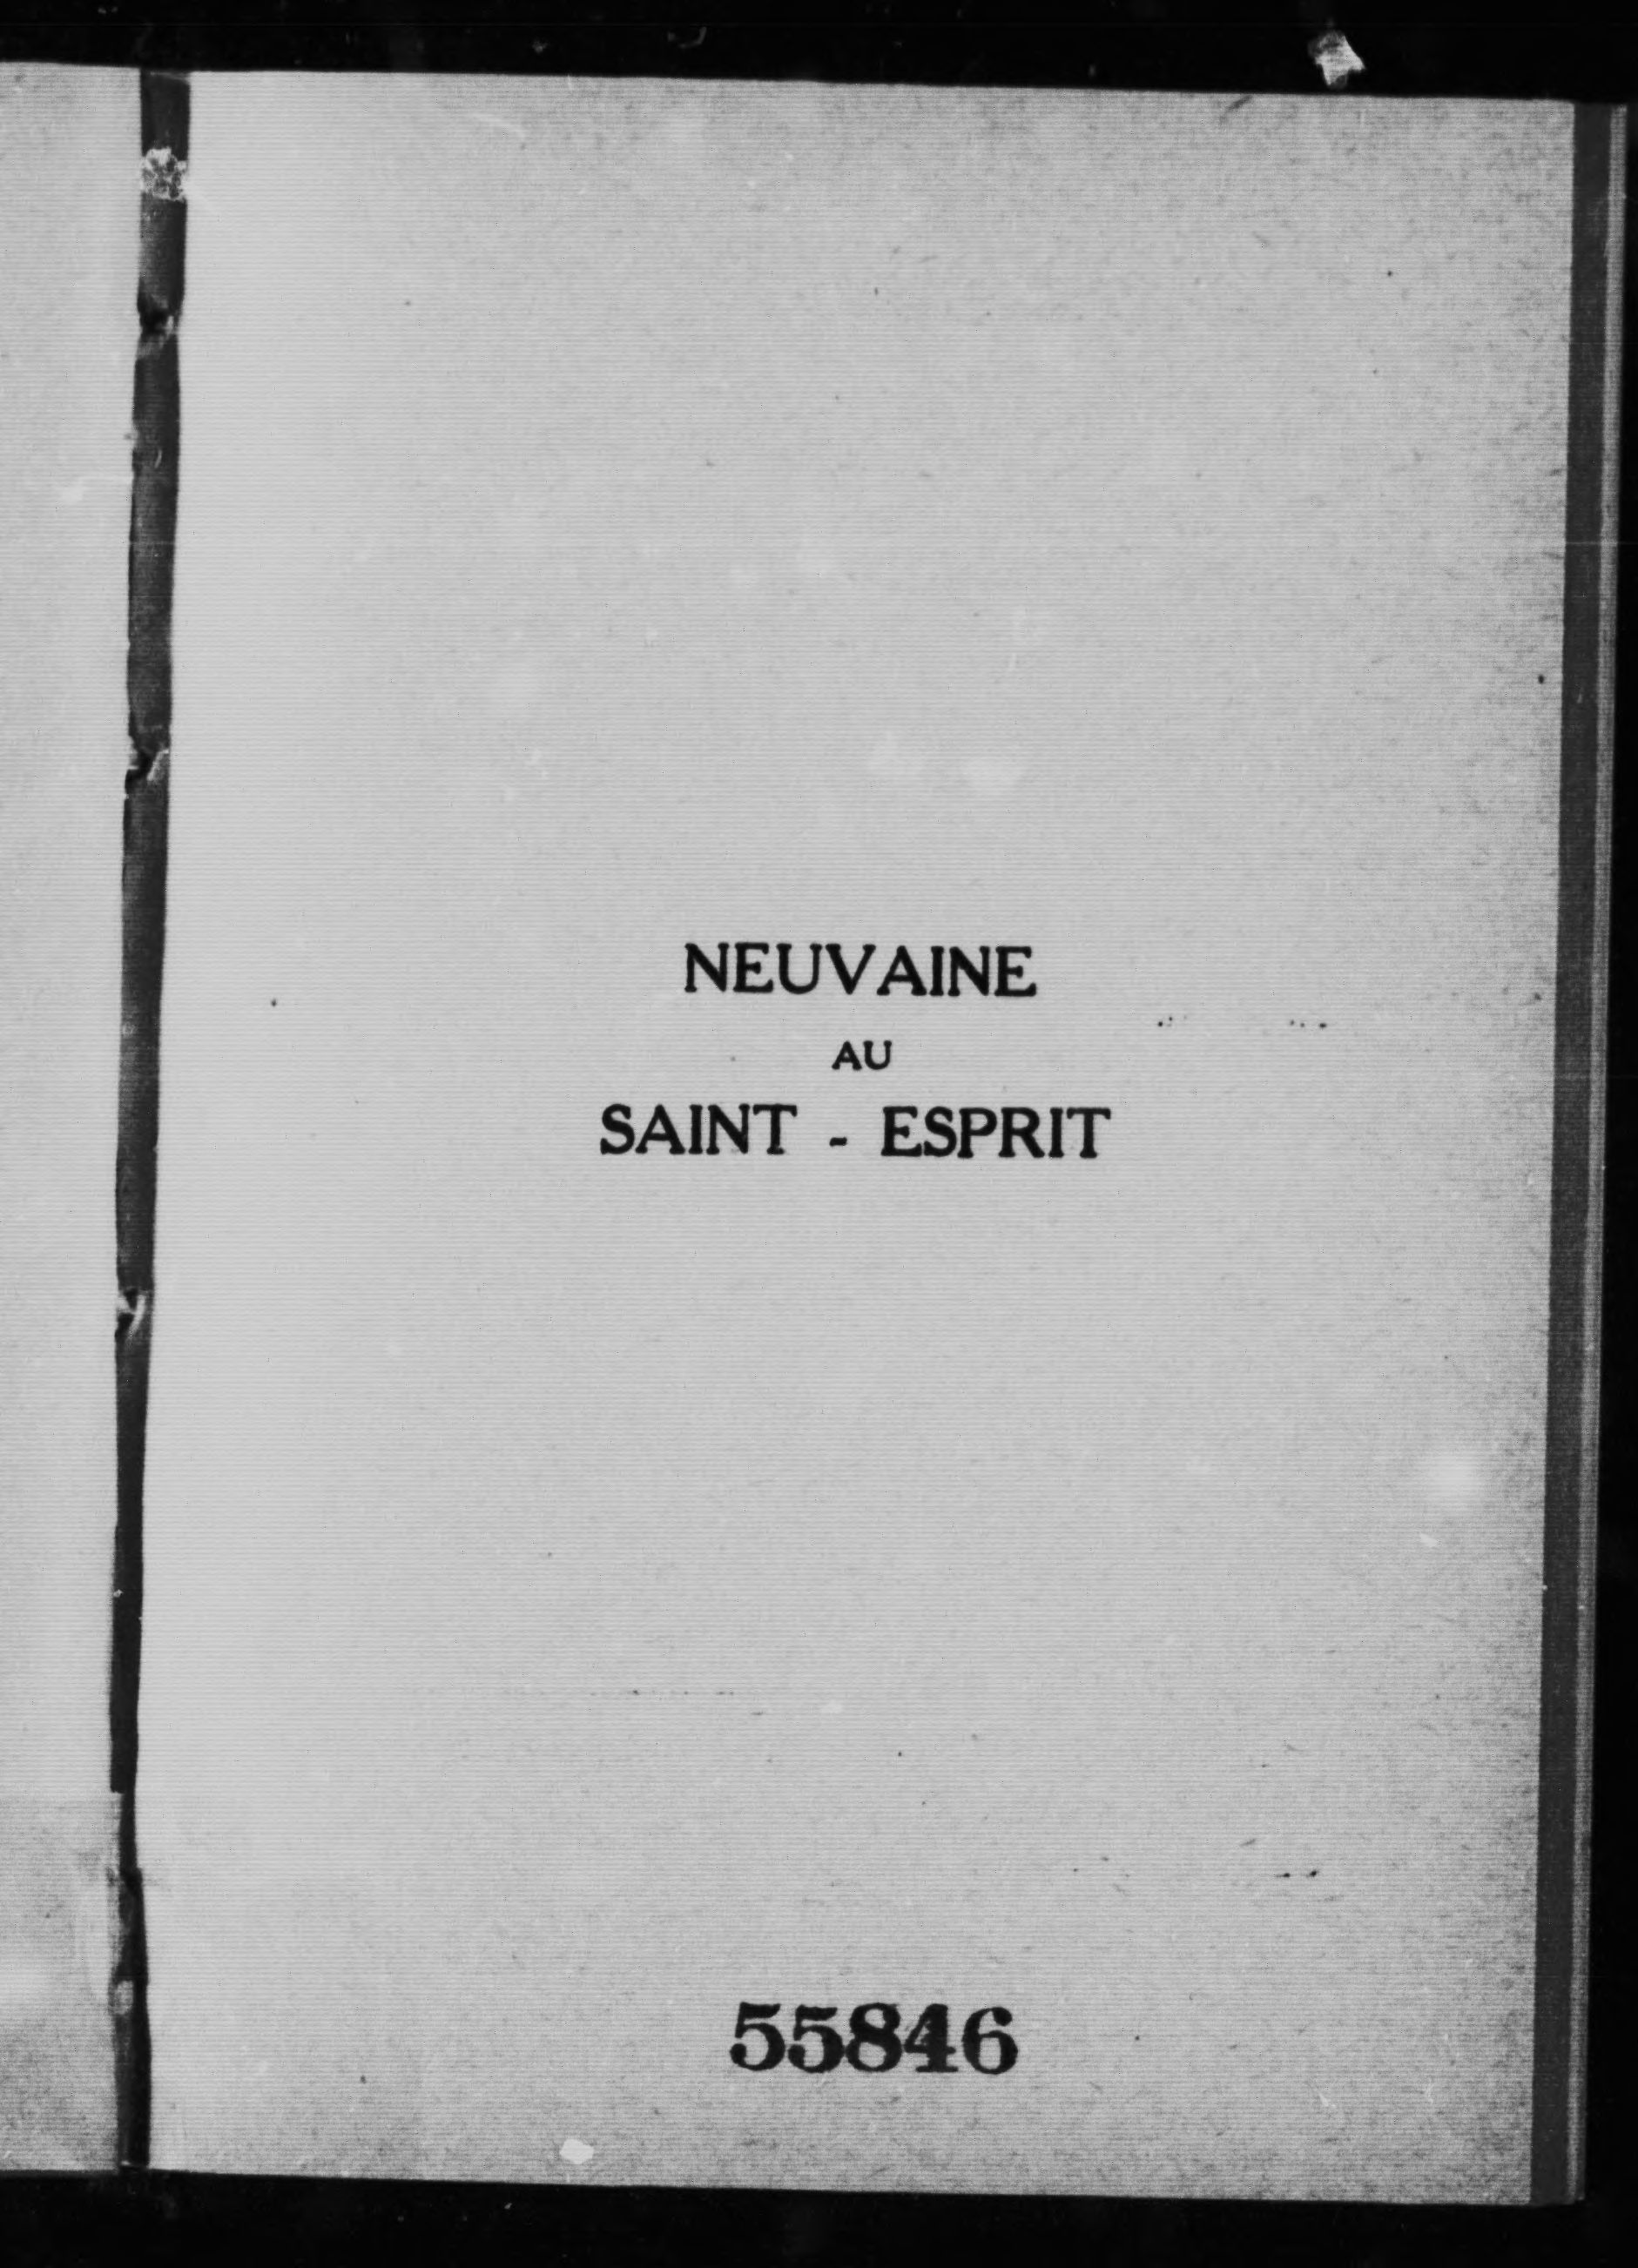 NEUVAINE
AU
SAINT - ESPRIT
55846